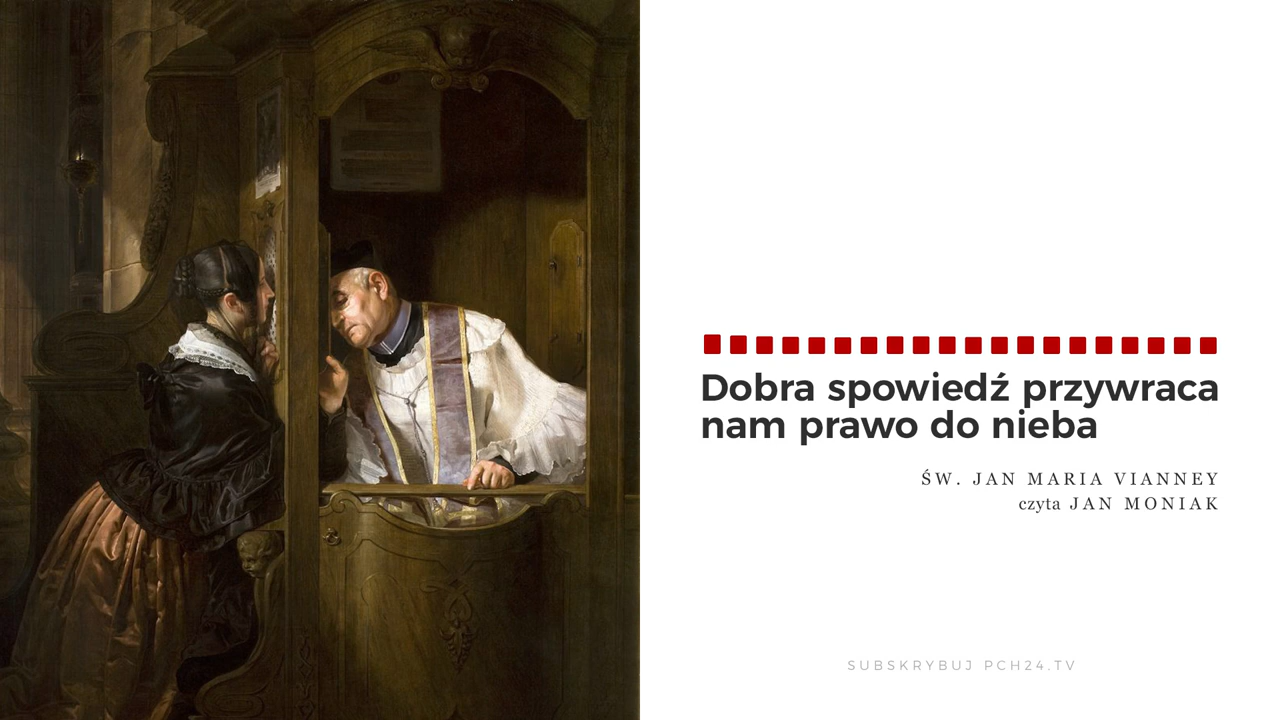 Dobra spowiedź przywraca
nam prawo do nieba
ŚW. JAN MARIA VIANNEY
czyta JAN MONIAK
SUBSKRYBUJ PCH24.TV